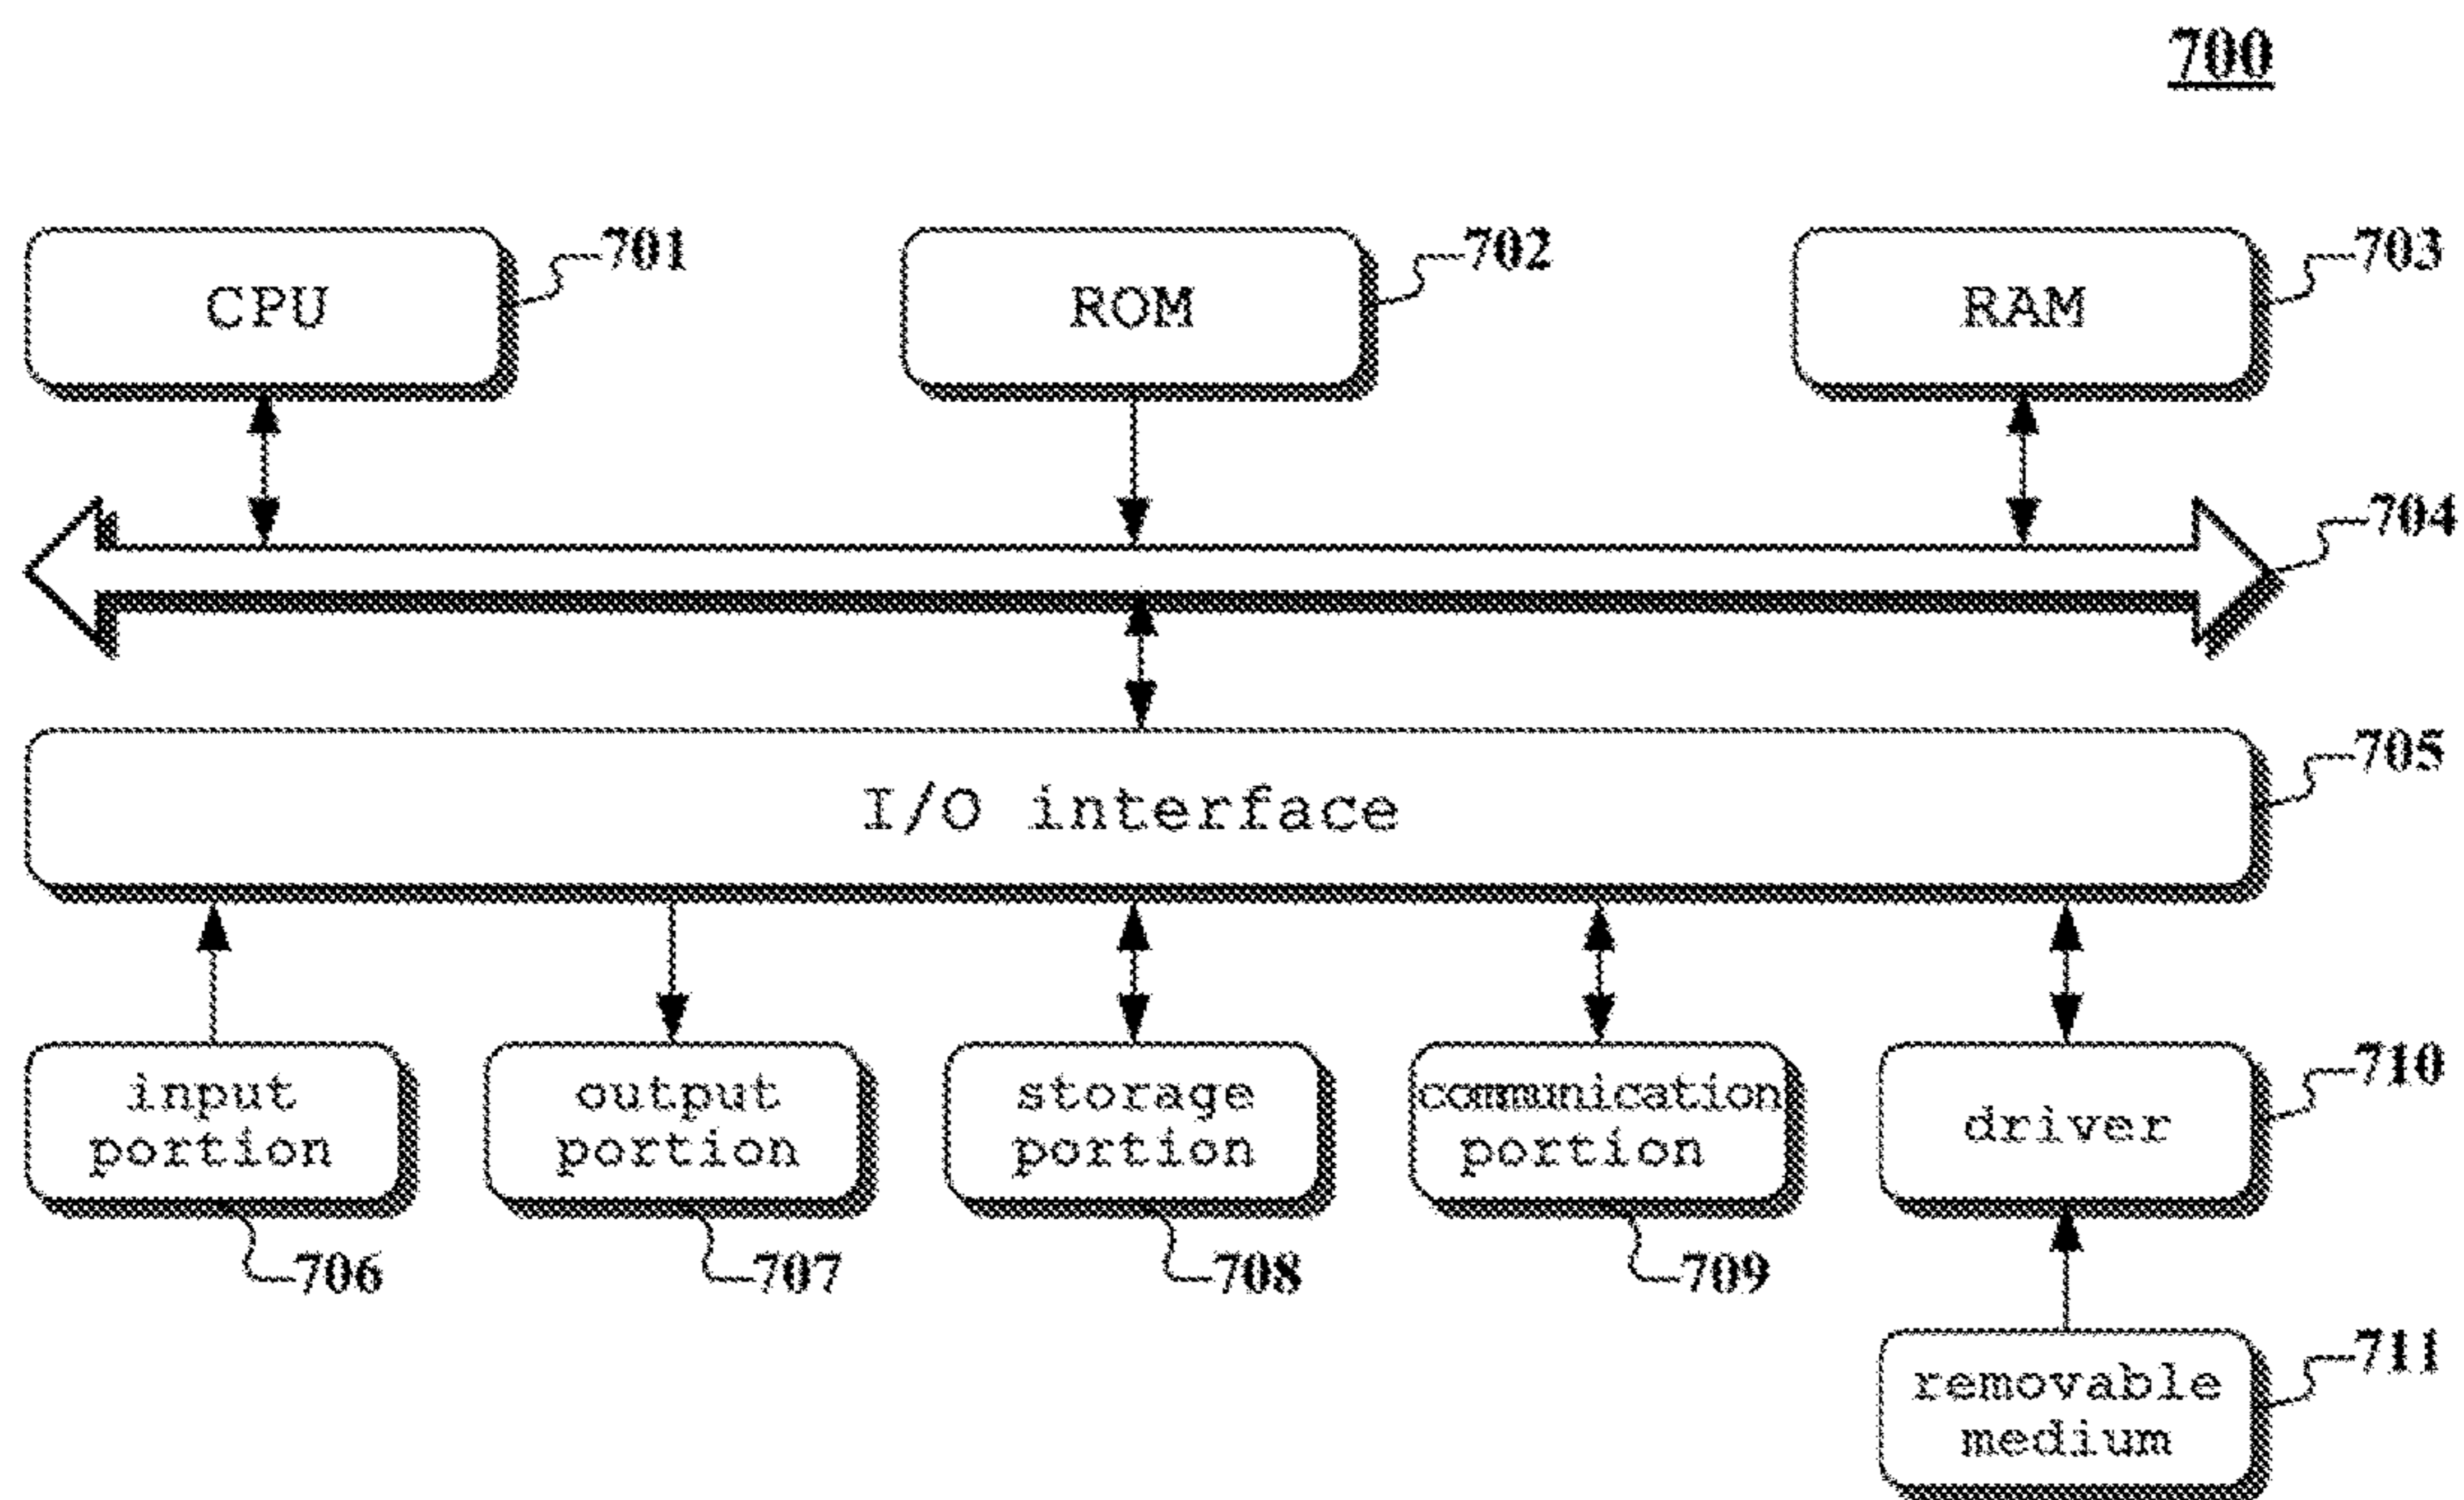 700
CPU
701
ROM
702
RAM
703
704
I/O interface
705
input
portion
output
portion
storage
portion
communication
portion
driver
710
706
707
708
709
removable
medium
711